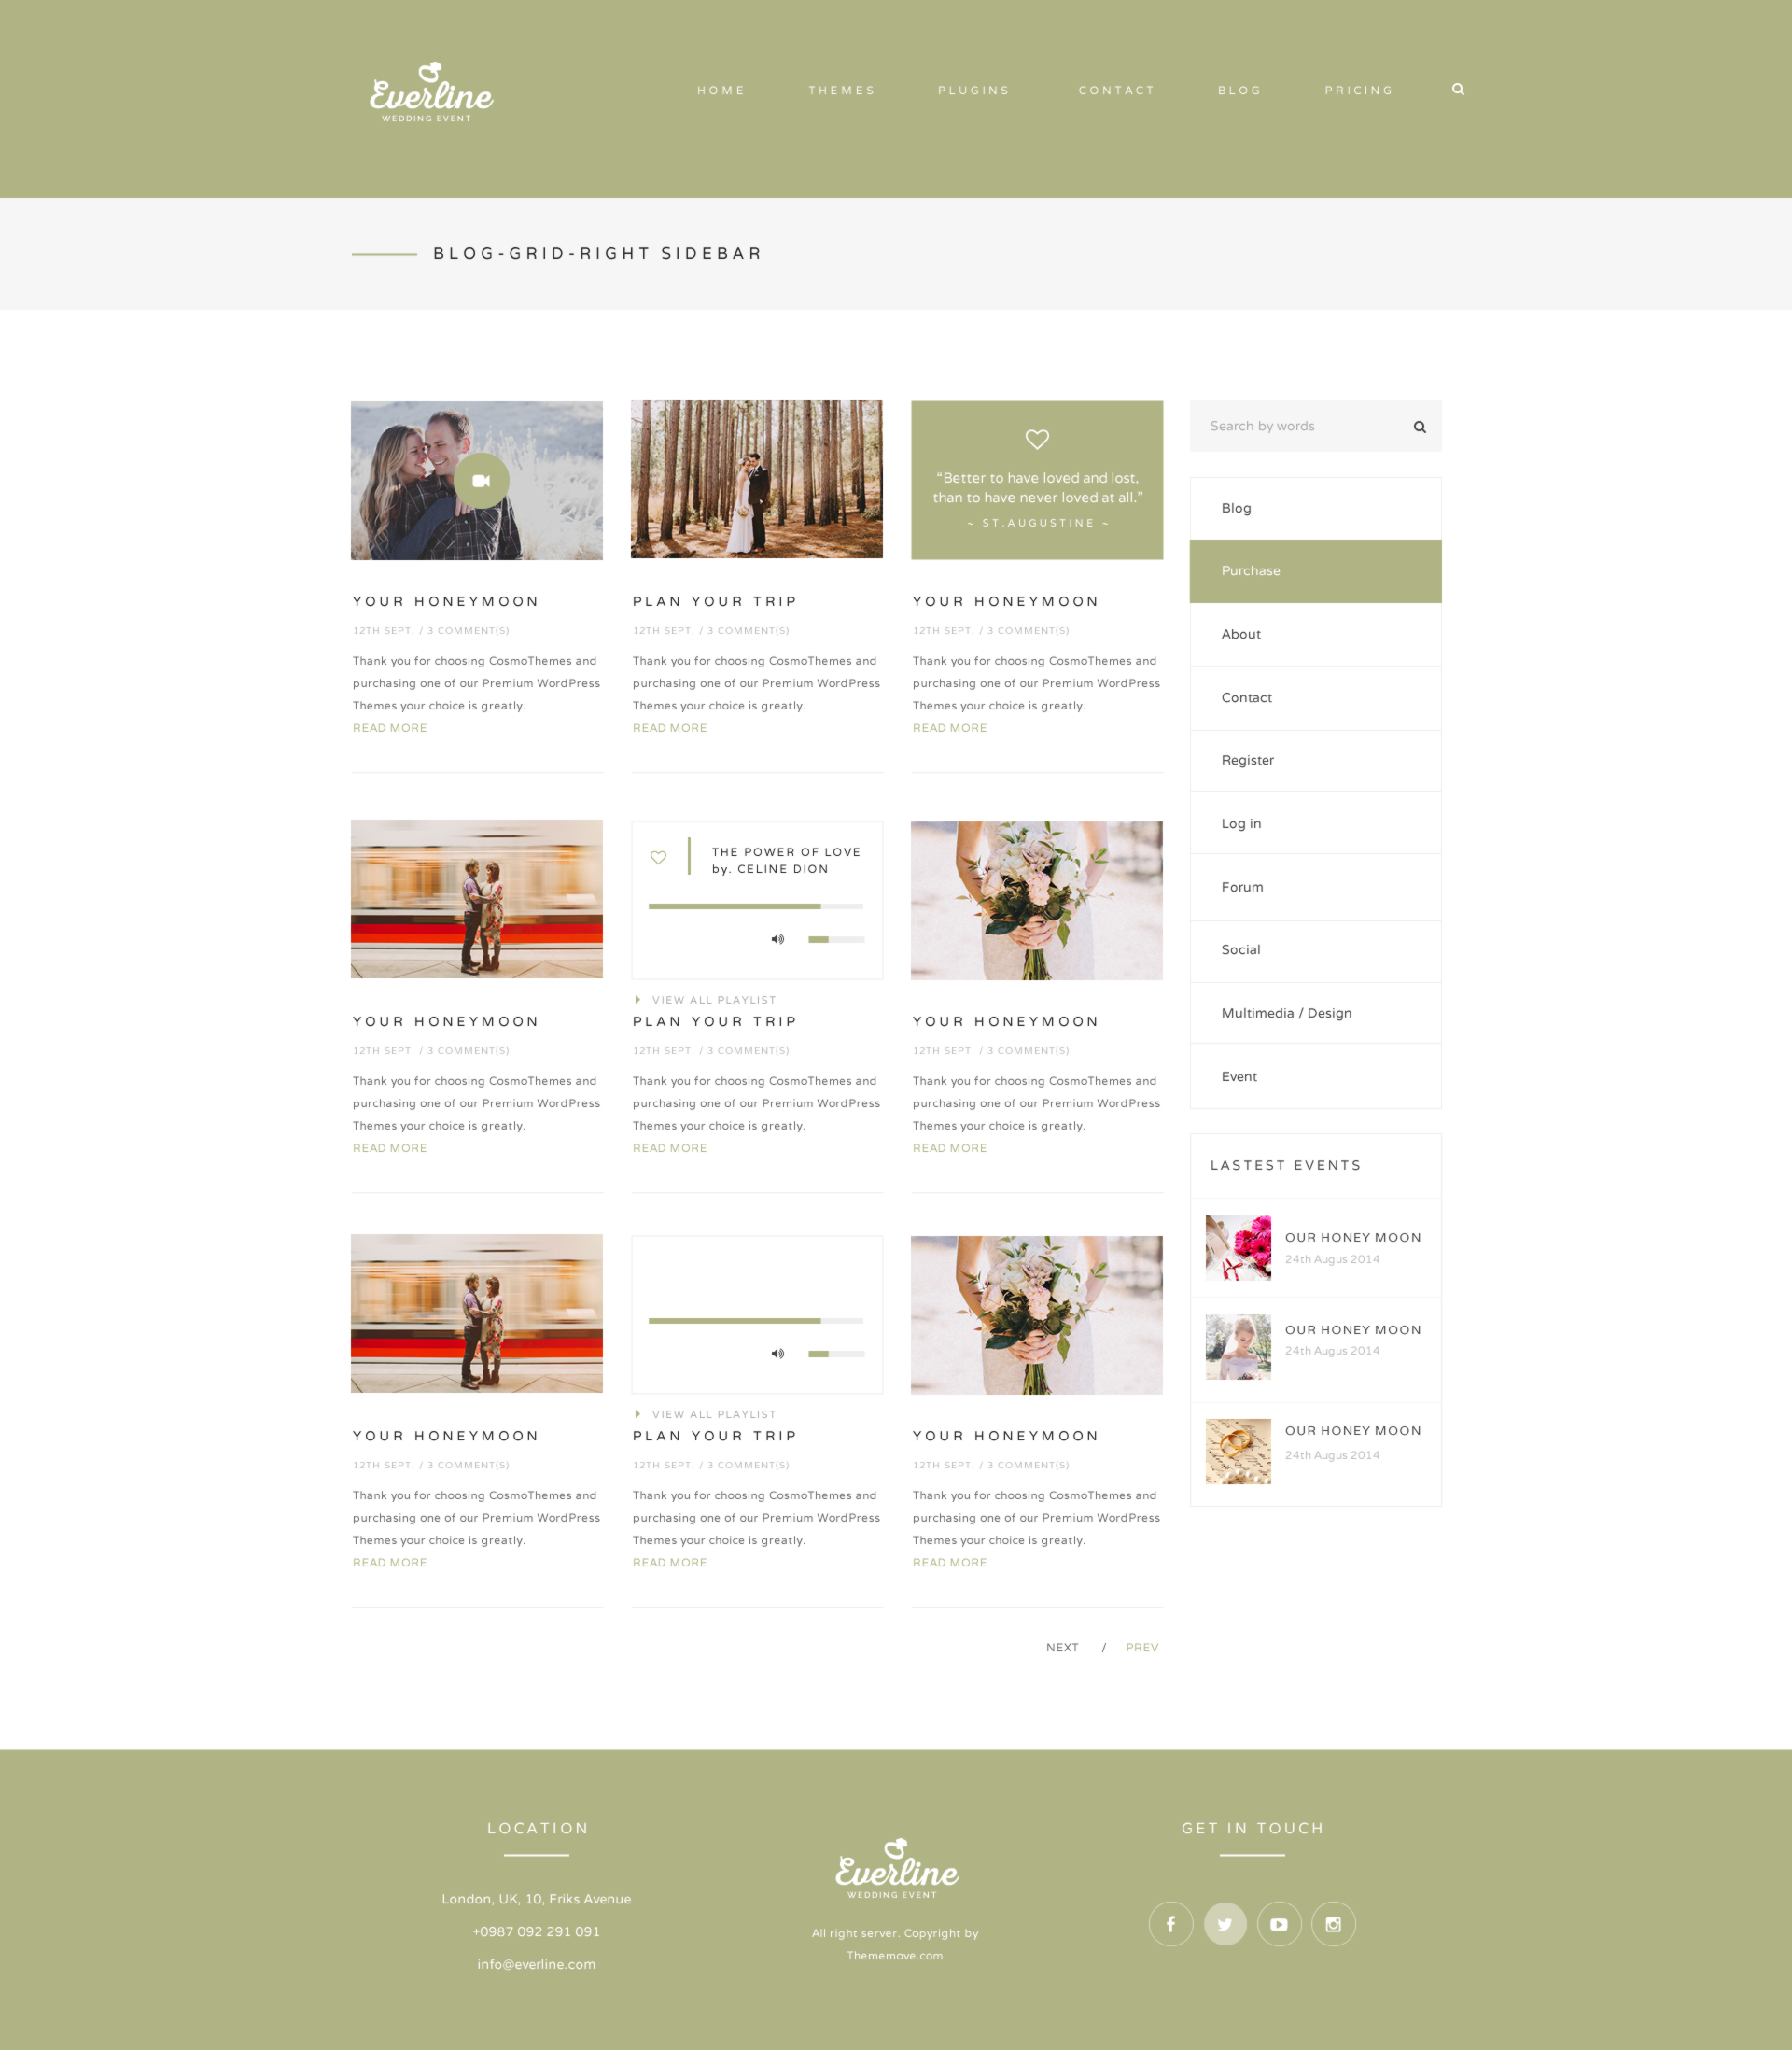 Everline
WEDDING EVENT
HOME THEMES PLUGINS CONTACT BLOG PRICING
BLOG-GRID-RIGHT SIDEBAR
“Better to have loved and lost,
than to have never loved at all.”
~ ST.AUGUSTINE ~
YOUR HONEYMOON
12TH SEPT. / 3 COMMENT(S)
Thank you for choosing CosmoThemes and
purchasing one of our Premium WordPress
Themes your choice is greatly.
READ MORE
PLAN YOUR TRIP
12TH SEPT. / 3 COMMENT(S)
Thank you for choosing CosmoThemes and
purchasing one of our Premium WordPress
Themes your choice is greatly.
READ MORE
YOUR HONEYMOON
12TH SEPT. / 3 COMMENT(S)
Thank you for choosing CosmoThemes and
purchasing one of our Premium WordPress
Themes your choice is greatly.
READ MORE
YOUR HONEYMOON
12TH SEPT. / 3 COMMENT(S)
Thank you for choosing CosmoThemes and
purchasing one of our Premium WordPress
Themes your choice is greatly.
READ MORE
THE POWER OF LOVE
by. CELINE DION
VIEW ALL PLAYLIST
PLAN YOUR TRIP
12TH SEPT. / 3 COMMENT(S)
Thank you for choosing CosmoThemes and
purchasing one of our Premium WordPress
Themes your choice is greatly.
READ MORE
YOUR HONEYMOON
12TH SEPT. / 3 COMMENT(S)
Thank you for choosing CosmoThemes and
purchasing one of our Premium WordPress
Themes your choice is greatly.
READ MORE
YOUR HONEYMOON
12TH SEPT. / 3 COMMENT(S)
Thank you for choosing CosmoThemes and
purchasing one of our Premium WordPress
Themes your choice is greatly.
READ MORE
VIEW ALL PLAYLIST
PLAN YOUR TRIP
12TH SEPT. / 3 COMMENT(S)
Thank you for choosing CosmoThemes and
purchasing one of our Premium WordPress
Themes your choice is greatly.
READ MORE
YOUR HONEYMOON
12TH SEPT. / 3 COMMENT(S)
Thank you for choosing CosmoThemes and
purchasing one of our Premium WordPress
Themes your choice is greatly.
READ MORE
NEXT / PREV
Search by words
Blog
Purchase
About
Contact
Register
Log in
Forum
Social
Multimedia / Design
Event
LASTEST EVENTS
OUR HONEY MOON
24th Augus 2014
OUR HONEY MOON
24th Augus 2014
OUR HONEY MOON
24th Augus 2014
LOCATION
London, UK, 10, Friks Avenue
+0987 092 291 091
info@everline.com
Everline
WEDDING EVENT
All right server. Copyright by
Thememove.com
GET IN TOUCH